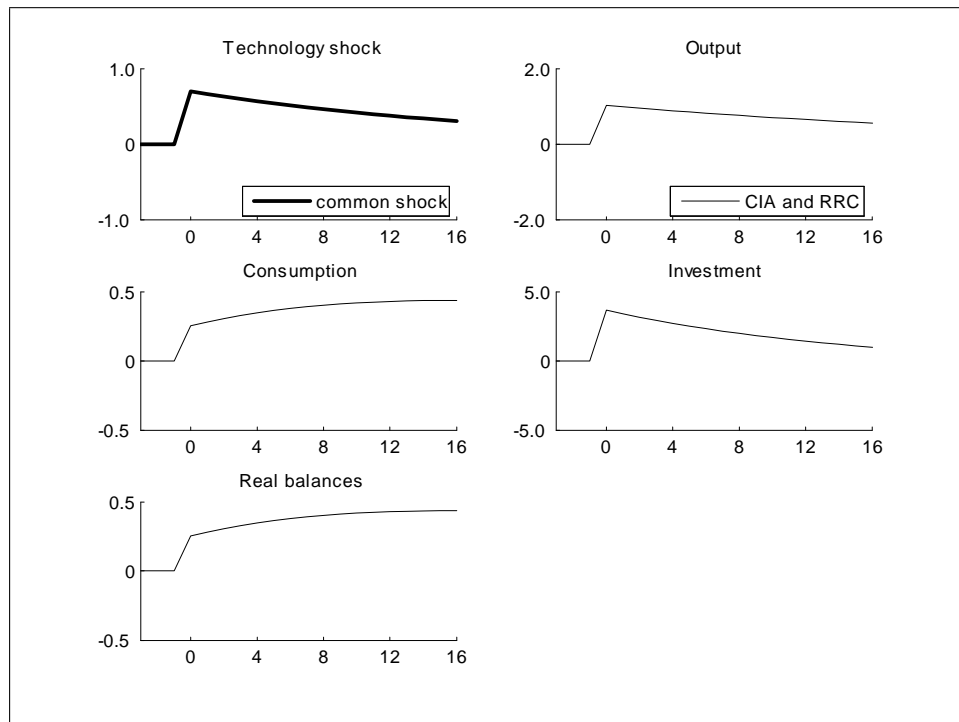 Technology shock
1.0
0
-1.0
common shock
0 4 8 12 16
Output
2.0
0
-2.0
CIA and RRC
0 4 8 12 16
Consumption
0.5
0
-0.5
0 4 8 12 16
Investment
5.0
0
-5.0
0 4 8 12 16
Real balances
0.5
0
-0.5
0 4 8 12 16